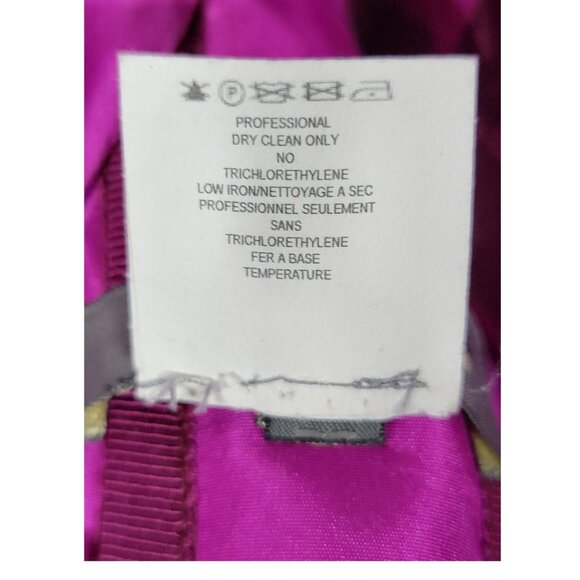 P
PROFESSIONAL
DRY CLEAN ONLY
NO
TRICHLORETHYLENE
LOW IRON/NETTOYAGE A SEC
PROFESSIONNEL SEULEMENT
SANS
TRICHLORETHYLENE
FER A BASE
TEMPERATURE